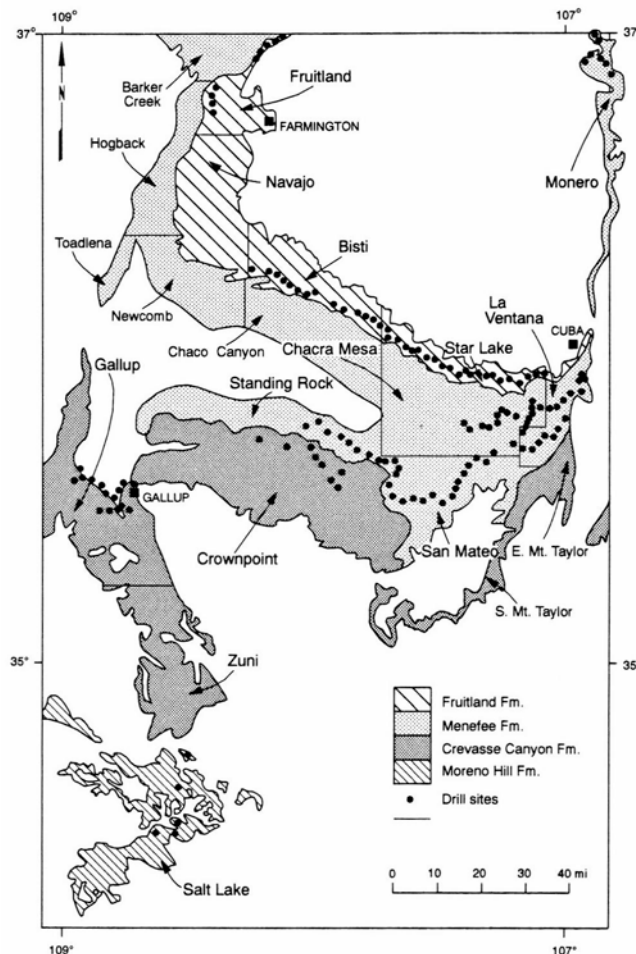 109°
107°
37°
37°
N
Barker
Creek
Fruitland
FARMINGTON
Hogback
Navajo
Monero
Toadlena
Bisti
Newcomb
La
Ventana
CUBA
Chaco Canyon
Chacra Mesa
Star Lake
Gallup
Standing Rock
GALLUP
Crownpoint
San Mateo
E. Mt. Taylor
S. Mt. Taylor
35°
35°
Zuni
Fruitland Fm.
Menefee Fm.
Crevasse Canyon Fm.
Moreno Hill Fm.
Drill sites
Salt Lake
0 10 20 30 40 mi
109°
107°